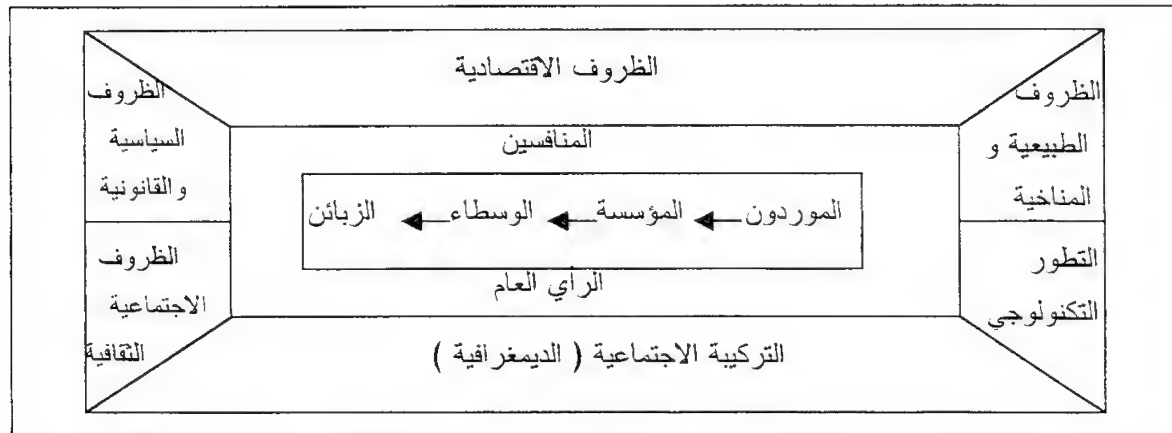 الظروف الاقتصادية
الظروف
الطبيعية و
المناخية
الظروف
السياسية
والقانونية
المنافسين
الموردون المؤسسة الوسطاء الزبائن
الرأي العام
التطور
التكنولوجي
الظروف
الاجتماعية
الثقافية
التركيبة الاجتماعية ( الديمغرافية )